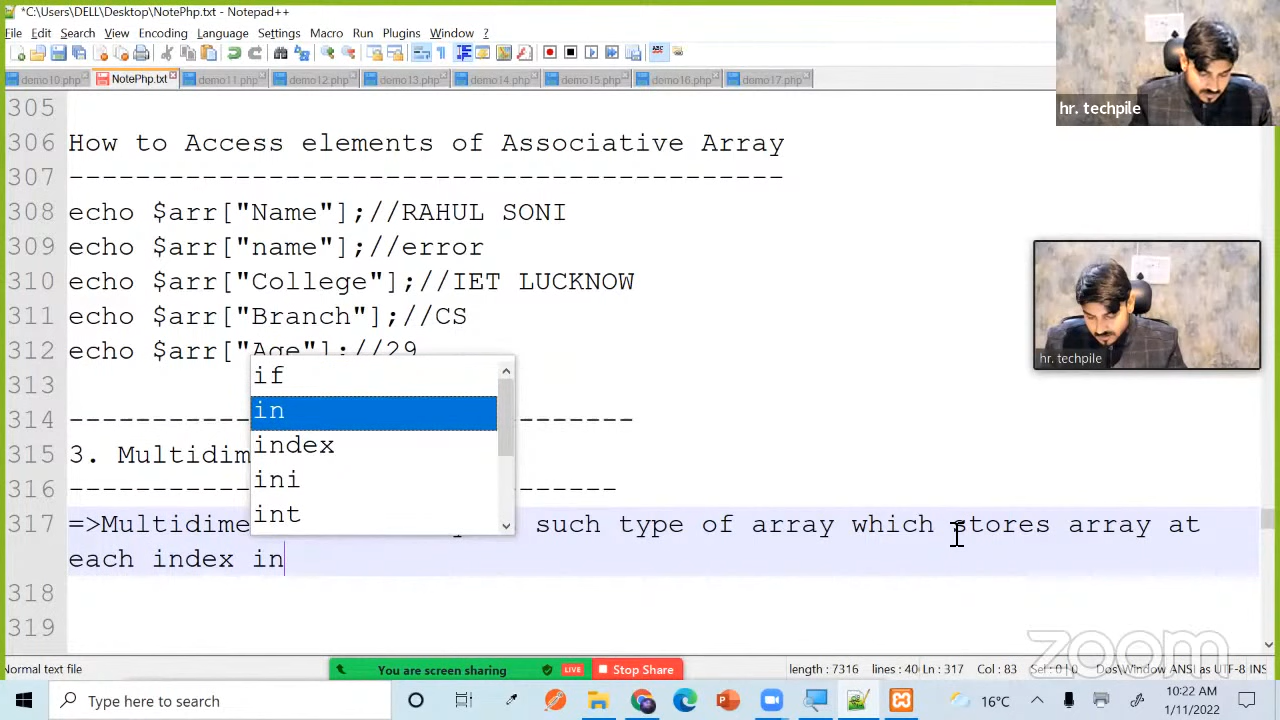 *C:\Users\DELL\Desktop\NotePhp.txt - Notepad++
File Edit Search View Encoding Language Settings Macro Run Plugins Window ?
demo10.php NotePhp.txt demo11.php demo12.php demo13.php demo14.php demo15.php demo16.php demo17.php
hr. techpile
305
306 How to Access elements of Associative Array
307 -------------------------------------------
308 echo $arr["Name"];//RAHUL SONI
309 echo $arr["name"];//error
310 echo $arr["College"];//IET LUCKNOW
311 echo $arr["Branch"];//CS
312 echo $arr["Age"];//29
hr. techpile
313
if
in
index
ini
int
314
315 3. Multidim
316
317 =>Multidime such type of array which stores array at
each index in
318
319
zoom
Normal text file
You are screen sharing LIVE Stop Share
length : 7316 lines : 40 Ln : 317 Col : 83 Sel : 0 | 0 Dos\Windows ANSI as UTF-8 INS
Type here to search
16°C
10:22 AM
1/11/2022